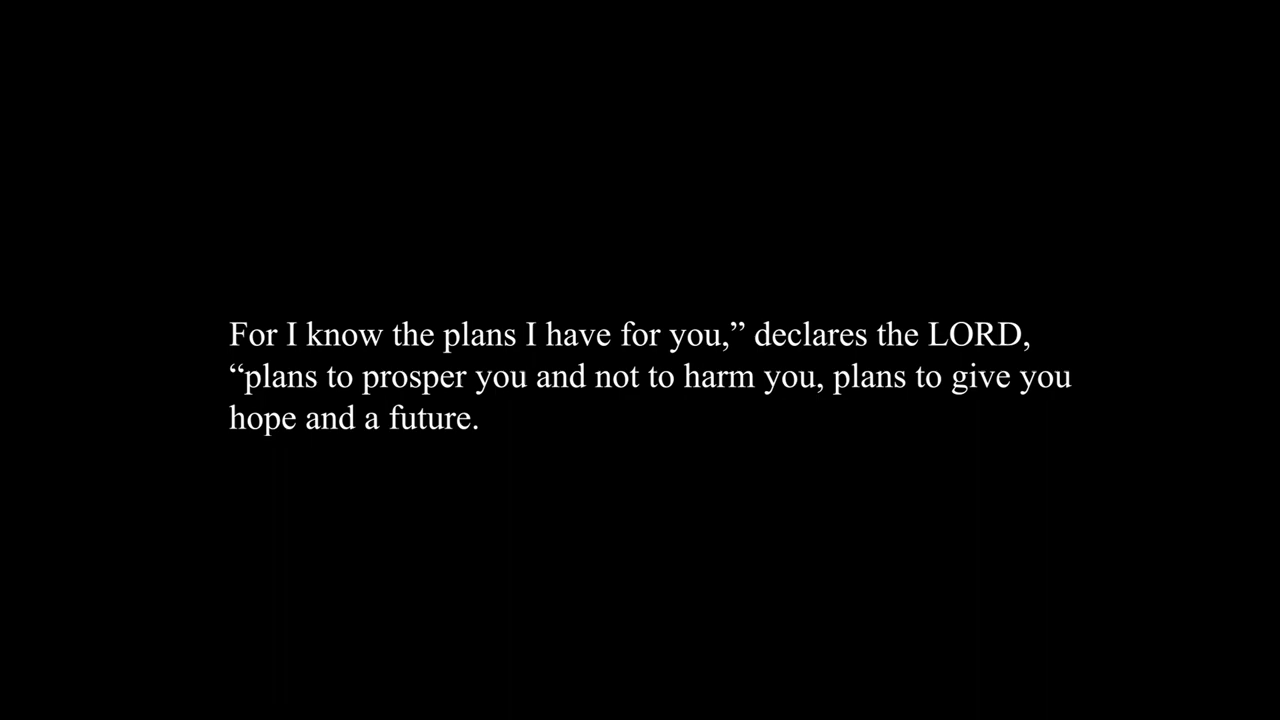 For I know the plans I have for you,” declares the LORD,
“plans to prosper you and not to harm you, plans to give you
hope and a future.